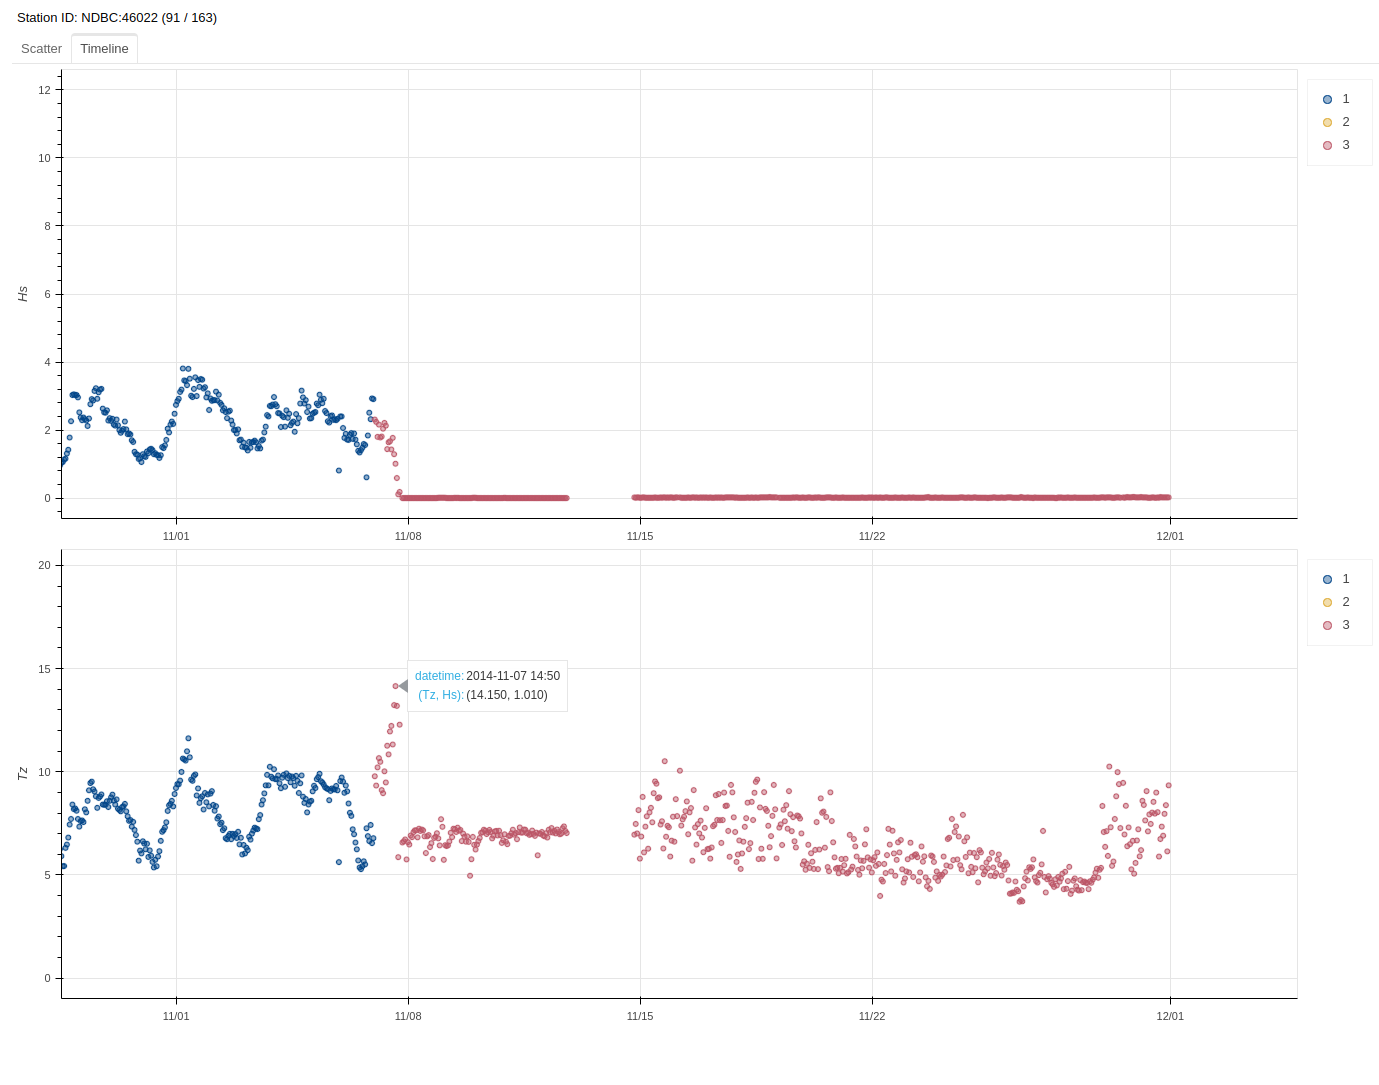 Station ID: NDBC:46022 (91 / 163)
Scatter Timeline
12
10
8
6
4
2
0
Hs
11/01 11/08 11/15 11/22 12/01
1
2
3
20
15
10
5
0
Tz
datetime: 2014-11-07 14:50
(Tz, Hs): (14.150, 1.010)
11/01 11/08 11/15 11/22 12/01
1
2
3